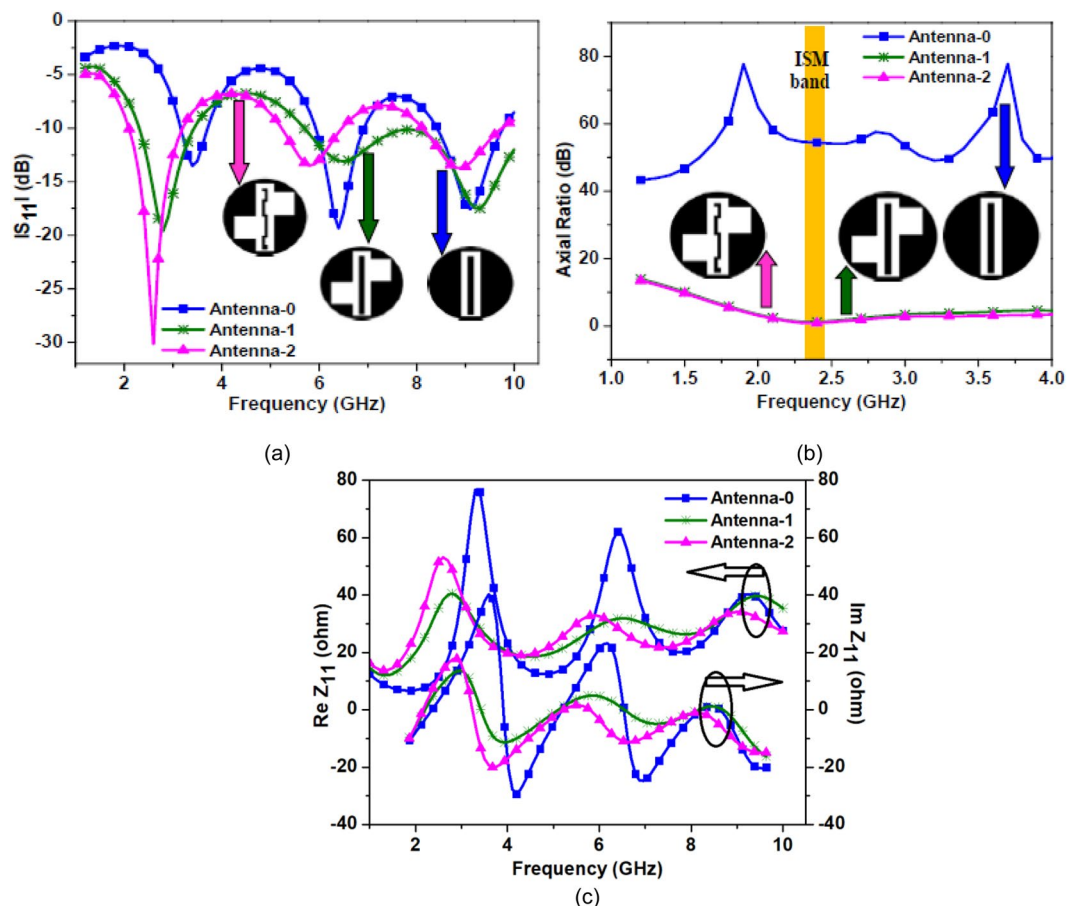 0
-5
-10
-15
-20
-25
-30
IS11I (dB)
Antenna-0
Antenna-1
Antenna-2
2 4 6 8 10
Frequency (GHz)
(a)
80
60
40
20
0
Axial Ratio (dB)
ISM
band
Antenna-0
Antenna-1
Antenna-2
1.0 1.5 2.0 2.5 3.0 3.5 4.0
Frequency (GHz)
(b)
80
60
40
20
0
-20
-40
Re Z11 (ohm)
Antenna-0
Antenna-1
Antenna-2
80
60
40
20
0
-20
-40
Im Z11 (ohm)
2 4 6 8 10
Frequency (GHz)
(c)